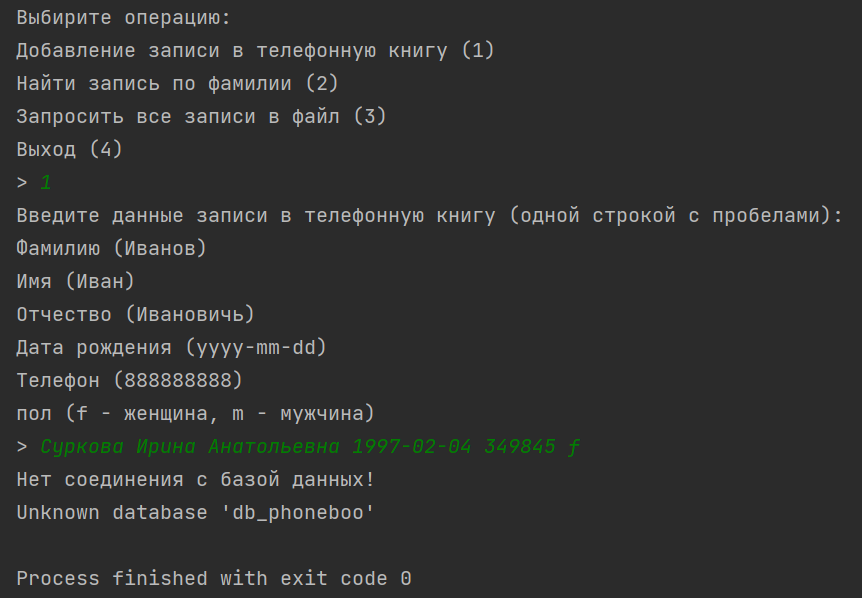 Выбирите операцию:
Добавление записи в телефонную книгу (1)
Найти запись по фамилии (2)
Запросить все записи в файл (3)
Выход (4)
> 1
Введите данные записи в телефонную книгу (одной строкой с пробелами):
Фамилию (Иванов)
Имя (Иван)
Отчество (Ивановичь)
Дата рождения (yyyy-mm-dd)
Телефон (888888888)
пол (f - женщина, m - мужчина)
> Суркова Ирина Анатольевна 1997-02-04 349845 f
Нет соединения с базой данных!
Unknown database 'db_phoneboo'
Process finished with exit code 0